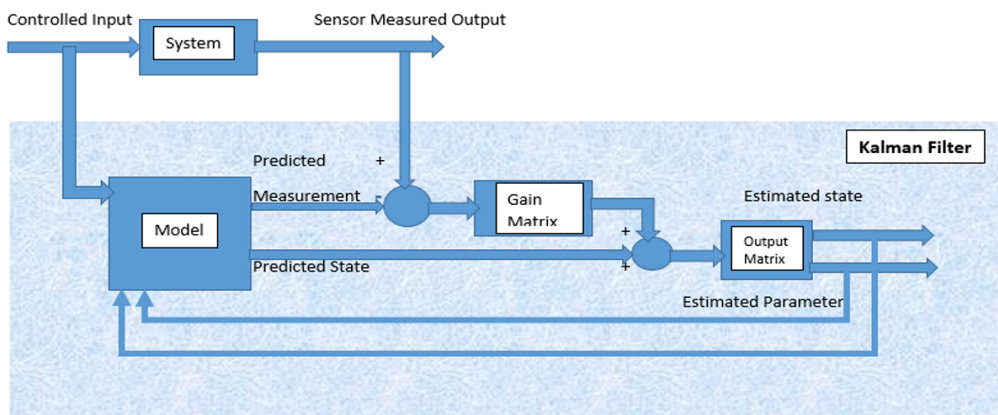 Controlled Input
Sensor Measured Output
System
Kalman Filter
Predicted
+
Measurement
-
Gain
Matrix
Estimated state
Model
+
Output
Matrix
Predicted State
+
Estimated Parameter